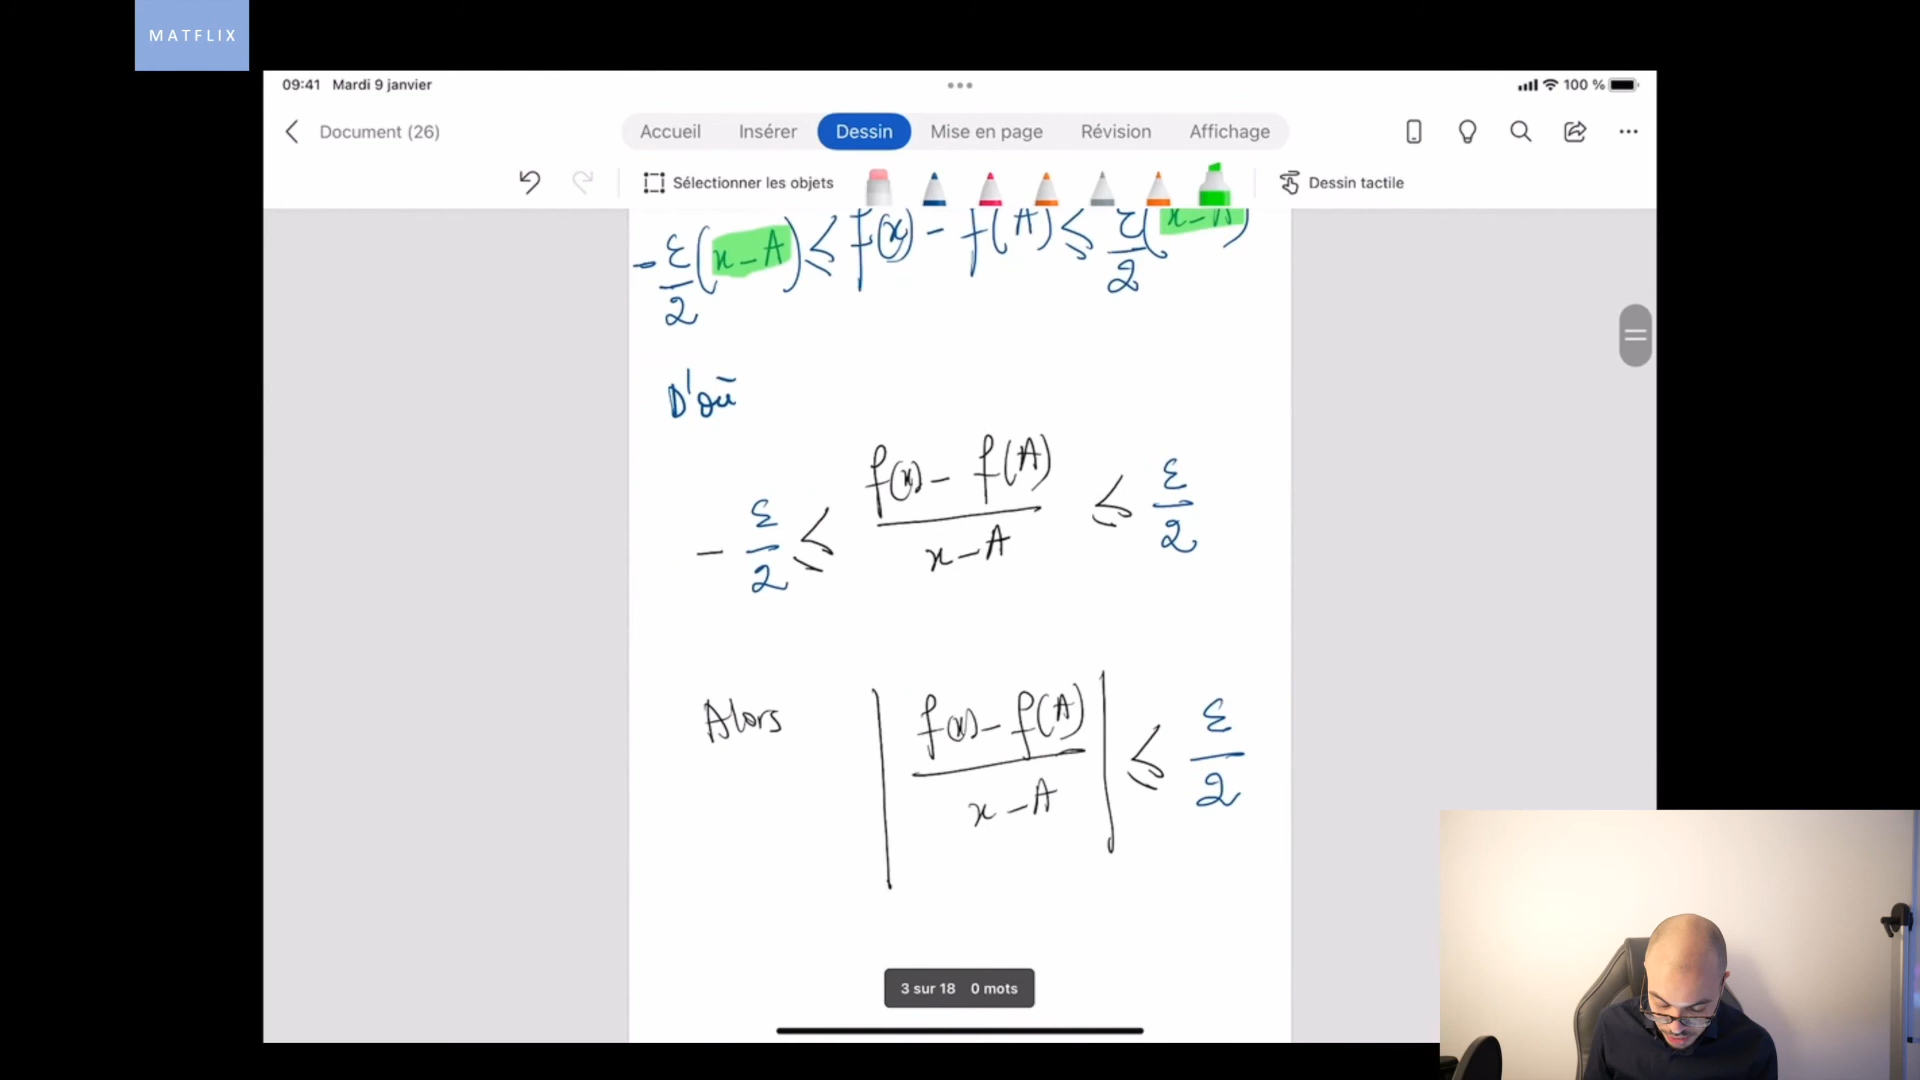 MATFLIX
09:41 Mardi 9 janvier
100 %
Document (26)
Accueil Insérer Dessin Mise en page Révision Affichage
Sélectionner les objets
Dessin tactile
-ε/2 (x-A) ≤ f(x) - f(A) ≤ ε/2 (x-A)
D'où
- ε/2 ≤ (f(x) - f(A))/(x-A) ≤ ε/2
Alors |(f(x) - f(A))/(x-A)| ≤ ε/2
3 sur 18 0 mots